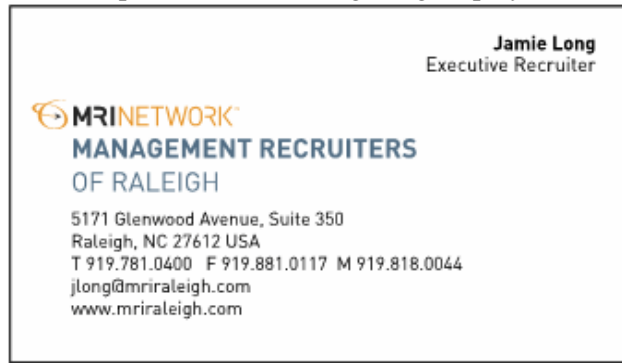 Jamie Long
Executive Recruiter
MRINETWORK™
MANAGEMENT RECRUITERS
OF RALEIGH
5171 Glenwood Avenue, Suite 350
Raleigh, NC 27612 USA
T 919.781.0400 F 919.881.0117 M 919.818.0044
jlong@mriraleigh.com
www.mriraleigh.com